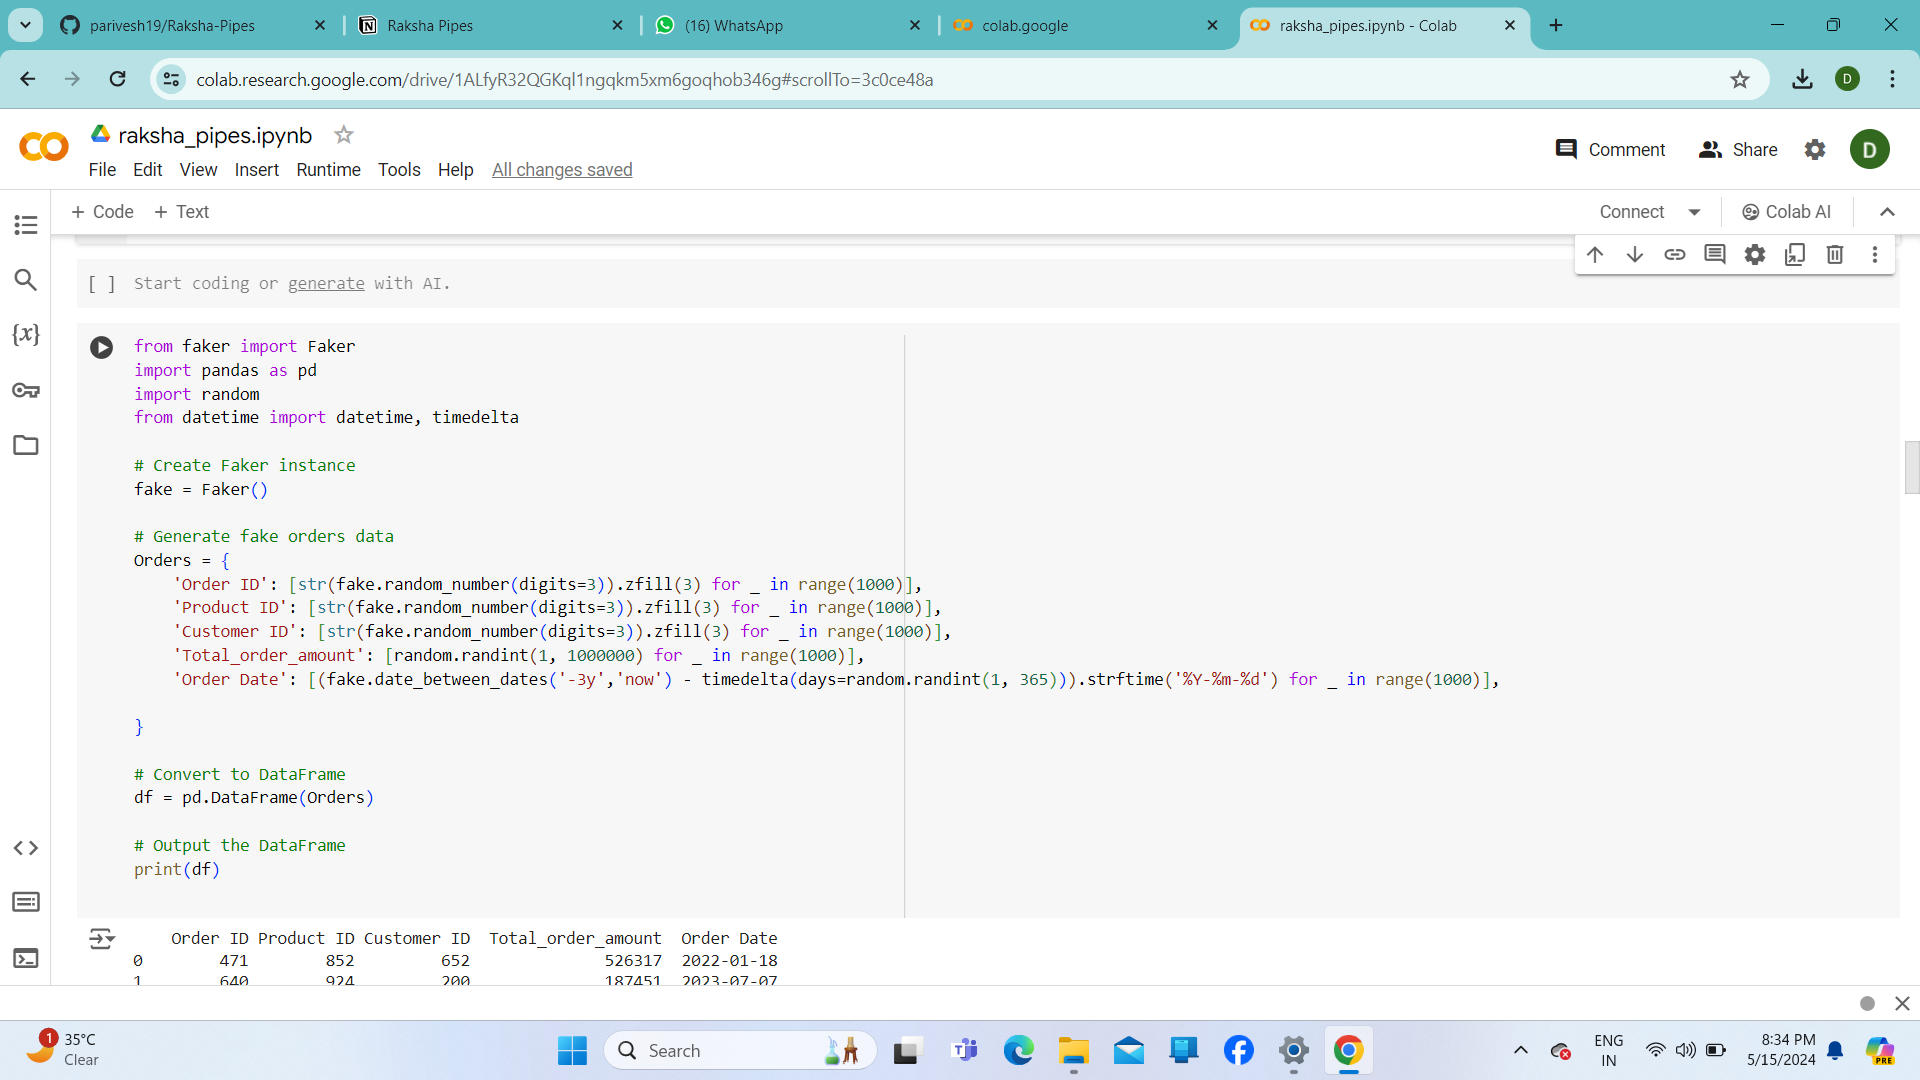 parivesh19/Raksha-Pipes
Raksha Pipes
(16) WhatsApp
colab.google
raksha_pipes.ipynb - Colab
colab.research.google.com/drive/1ALfyR32QGKql1ngqkm5xm6goqhob346g#scrollTo=3c0ce48a
D
raksha_pipes.ipynb
File Edit View Insert Runtime Tools Help All changes saved
Comment
Share
D
+ Code + Text
Connect
Colab AI
[ ] Start coding or generate with AI.
{x}
from faker import Faker
import pandas as pd
import random
from datetime import datetime, timedelta
# Create Faker instance
fake = Faker()
# Generate fake orders data
Orders = {
'Order ID': [str(fake.random_number(digits=3)).zfill(3) for _ in range(1000)],
'Product ID': [str(fake.random_number(digits=3)).zfill(3) for _ in range(1000)],
'Customer ID': [str(fake.random_number(digits=3)).zfill(3) for _ in range(1000)],
'Total_order_amount': [random.randint(1, 1000000) for _ in range(1000)],
'Order Date': [(fake.date_between_dates('-3y','now') - timedelta(days=random.randint(1, 365))).strftime('%Y-%m-%d') for _ in range(1000)],
}
# Convert to DataFrame
df = pd.DataFrame(Orders)
# Output the DataFrame
print(df)
Order ID Product ID Customer ID Total_order_amount Order Date
0 471 852 652 526317 2022-01-18
1 640 924 200 187451 2023-07-07
1
35°C
Clear
Search
ENG
IN
8:34 PM
5/15/2024
PRE